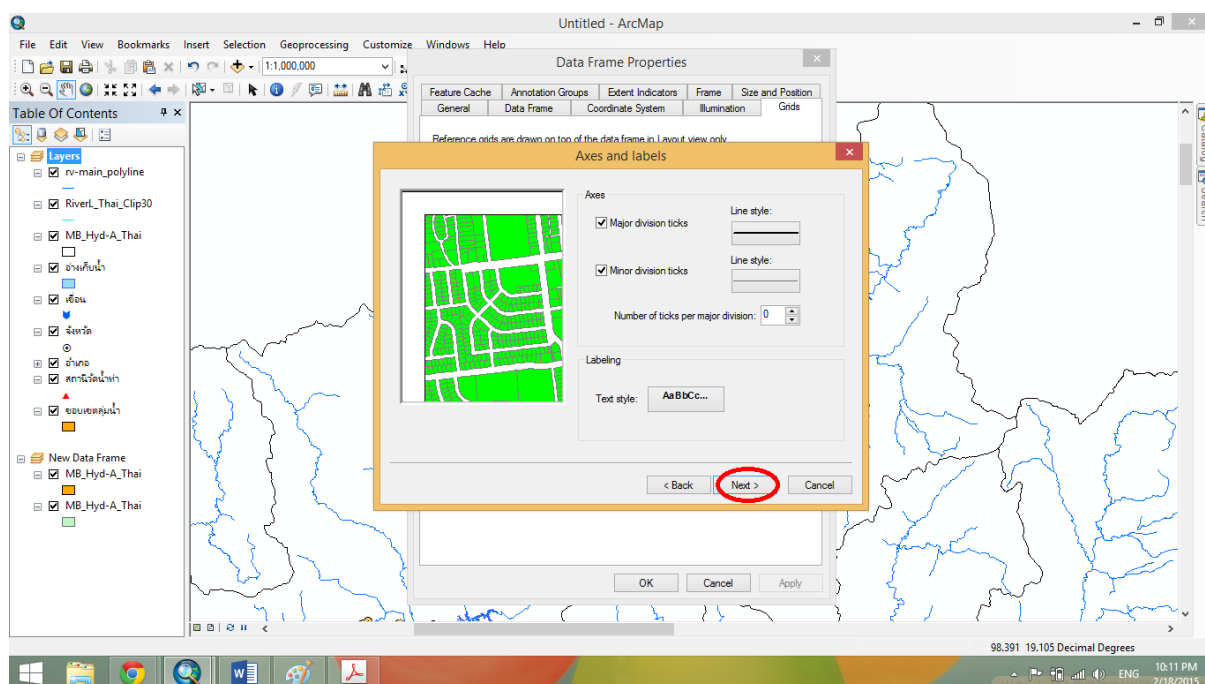 Untitled - ArcMap
File Edit View Bookmarks Insert Selection Geoprocessing Customize Windows Help
1:1,000,000
Table Of Contents
Layers
rv-main_polyline
RiverL_Thai_Clip30
MB_Hyd-A_Thai
อ่างเก็บน้ำ
เขื่อน
จังหวัด
อำเภอ
สถานีวัดน้ำท่า
ขอบเขตลุ่มน้ำ
New Data Frame
MB_Hyd-A_Thai
MB_Hyd-A_Thai
Data Frame Properties
Feature Cache Annotation Groups Extent Indicators Frame Size and Position
General Data Frame Coordinate System Illumination Grids
Reference grids are drawn on top of the data frame in Layout view only
Axes and labels
Axes
Major division ticks
Line style:
Minor division ticks
Line style:
Number of ticks per major division: 0
Labeling
Text style: AaBbCc...
< Back Next > Cancel
OK Cancel Apply
Catalog
Search
98.391 19.105 Decimal Degrees
ENG
10:11 PM
2/18/2015